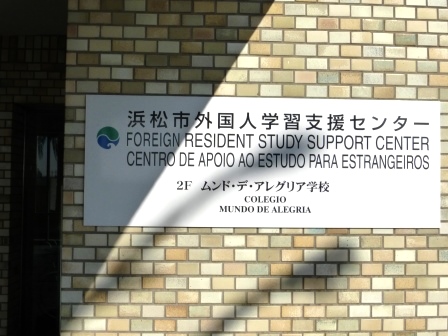 浜松市外国人学習支援センター
FOREIGN RESIDENT STUDY SUPPORT CENTER
CENTRO DE APOIO AO ESTUDO PARA ESTRANGEIROS
2F ムンド・デ・アレグリア学校
COLEGIO
MUNDO DE ALEGRIA